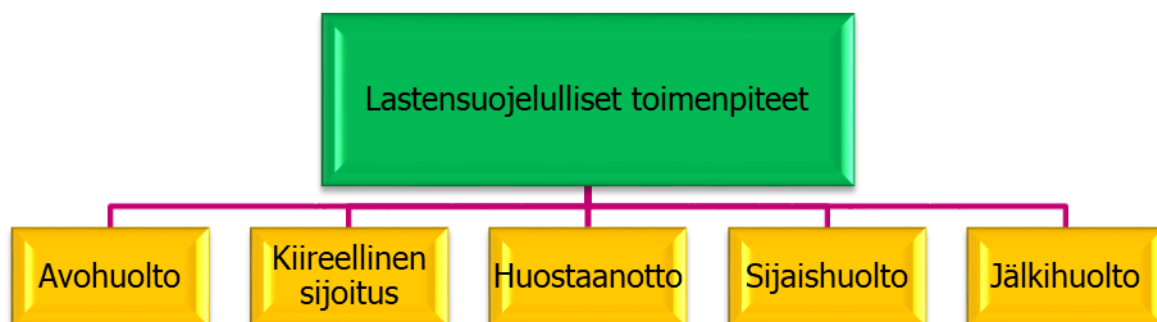 Lastensuojelulliset toimenpiteet
Avohuolto
Kiireellinen
sijoitus
Huostaanotto
Sijaishuolto
Jälkihuolto